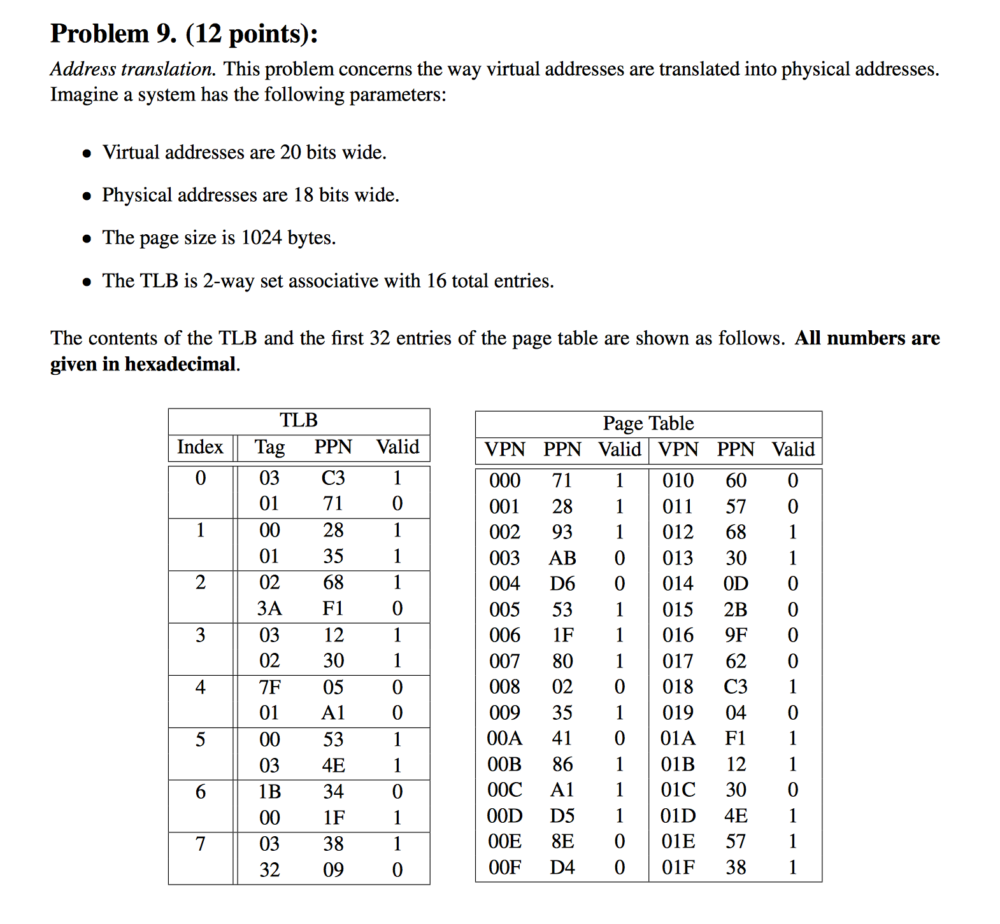 Problem 9. (12 points):
Address translation. This problem concerns the way virtual addresses are translated into physical addresses.
Imagine a system has the following parameters:
• Virtual addresses are 20 bits wide.
• Physical addresses are 18 bits wide.
• The page size is 1024 bytes.
• The TLB is 2-way set associative with 16 total entries.
The contents of the TLB and the first 32 entries of the page table are shown as follows. All numbers are
given in hexadecimal.
TLB
Index Tag PPN Valid
0 03 C3 1
01 71 0
1 00 28 1
01 35 1
2 02 68 1
3A F1 0
3 03 12 1
02 30 1
4 7F 05 0
01 A1 0
5 00 53 1
03 4E 1
6 1B 34 0
00 1F 1
7 03 38 1
32 09 0
Page Table
VPN PPN Valid VPN PPN Valid
000 71 1 010 60 0
001 28 1 011 57 0
002 93 1 012 68 1
003 AB 0 013 30 1
004 D6 0 014 0D 0
005 53 1 015 2B 0
006 1F 1 016 9F 0
007 80 1 017 62 0
008 02 0 018 C3 1
009 35 1 019 04 0
00A 41 0 01A F1 1
00B 86 1 01B 12 1
00C A1 1 01C 30 0
00D D5 1 01D 4E 1
00E 8E 0 01E 57 1
00F D4 0 01F 38 1